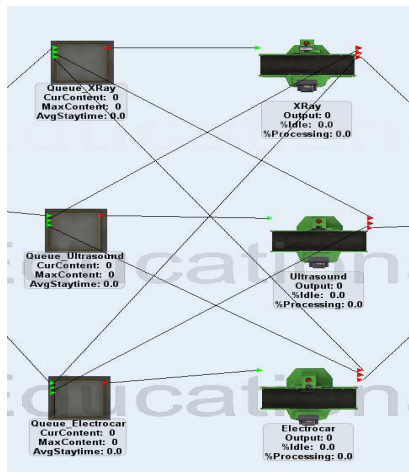 Queue_XRay
CurContent: 0
MaxContent: 0
AvgStaytime: 0.0
XRay
Output: 0
%Idle: 0.0
%Processing: 0.0
Queue_Ultrasound
CurContent: 0
MaxContent: 0
AvgStaytime: 0.0
Ultrasound
Output: 0
%Idle: 0.0
%Processing: 0.0
Educationa
Queue_Electrocar
CurContent: 0
MaxContent: 0
AvgStaytime: 0.0
Electrocar
Output: 0
%Idle: 0.0
%Processing: 0.0
Educationa